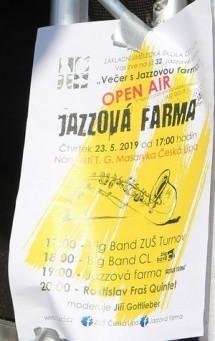 ZÁKLADNÍ UMĚLECKÁ ŠKOLA
Vás zve na již 32. jazzový
„Večer s Jazzovou farmou
OPEN AIR
JAZZOVÁ FARMA
Čtvrtek 23. 5. 2019 od 17:00 hodin
Náměstí T. G. Masaryka Česká Lípa
17:00 - Big Band ZUŠ Turnov
18:00 - Big Band CL
19:00 - Jazzová farma
20:00 - Rostislav Fraš Quintet
moderuje Jiří Gottlieber
ZUŠ Česká Lípa
Jazzová Farma